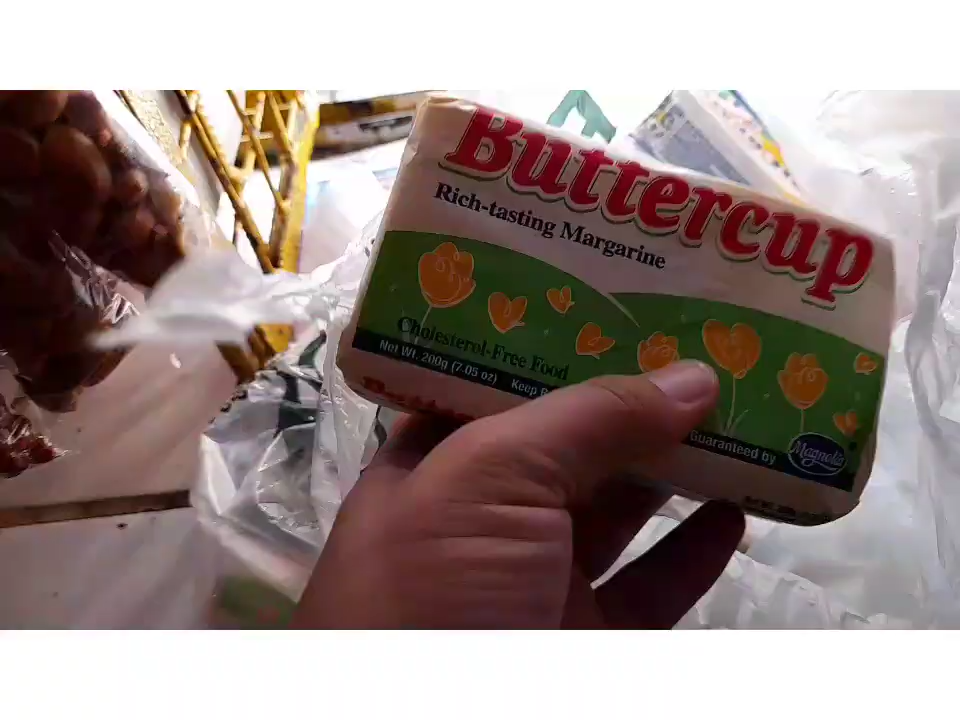 Buttercup
Rich-tasting Margarine
Cholesterol-Free Food
Net Wt. 200g (7.05 oz) Keep
Guaranteed by
Magnolia